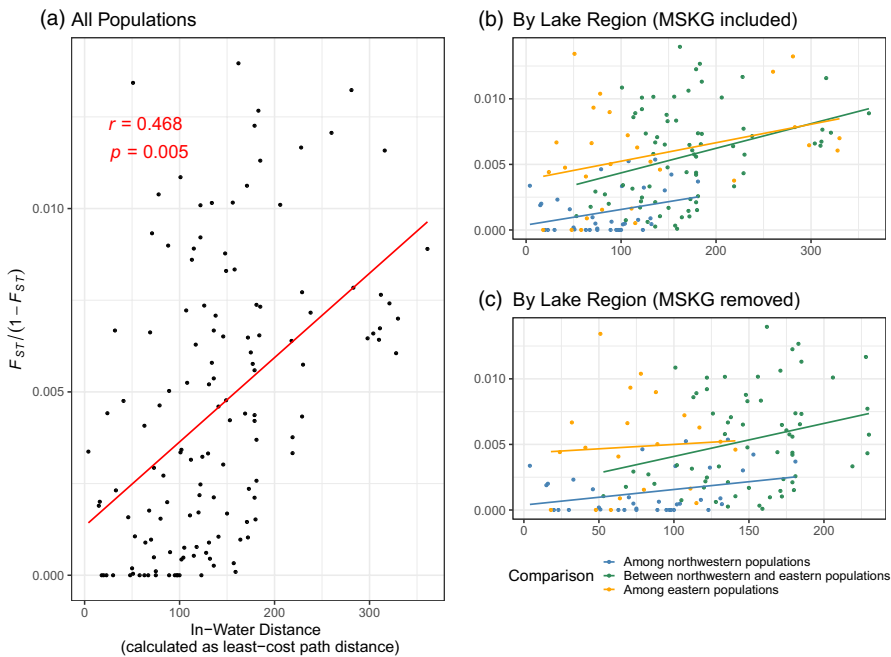 (a) All Populations
r = 0.468
p = 0.005
0.010
0.005
0.000
F_ST/(1 − F_ST)
0 100 200 300
In-Water Distance
(calculated as least-cost path distance)
(b) By Lake Region (MSKG included)
0.010
0.005
0.000
0 100 200 300
(c) By Lake Region (MSKG removed)
0.010
0.005
0.000
50 100 150 200
Comparison
Among northwestern populations
Between northwestern and eastern populations
Among eastern populations